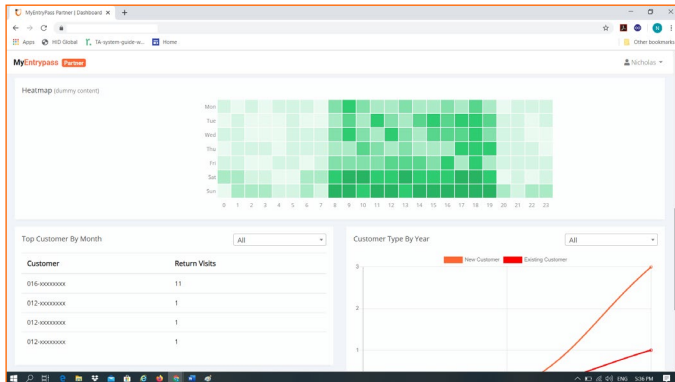 MyEntryPass Partner | Dashboard
Apps HID Global TA-system-guide-w... Home Other bookmarks
MyEntrypass Partner Nicholas
Heatmap (dummy content)
Mon
Tue
Wed
Thu
Fri
Sat
Sun
0 1 2 3 4 5 6 7 8 9 10 11 12 13 14 15 16 17 18 19 20 21 22 23
Top Customer By Month All
Customer Return Visits
016-xxxxxxxx 11
012-xxxxxxxx 1
012-xxxxxxxx 1
012-xxxxxxxx 1
Customer Type By Year All
New Customer Existing Customer
3
2
1
ENG 5:36 PM